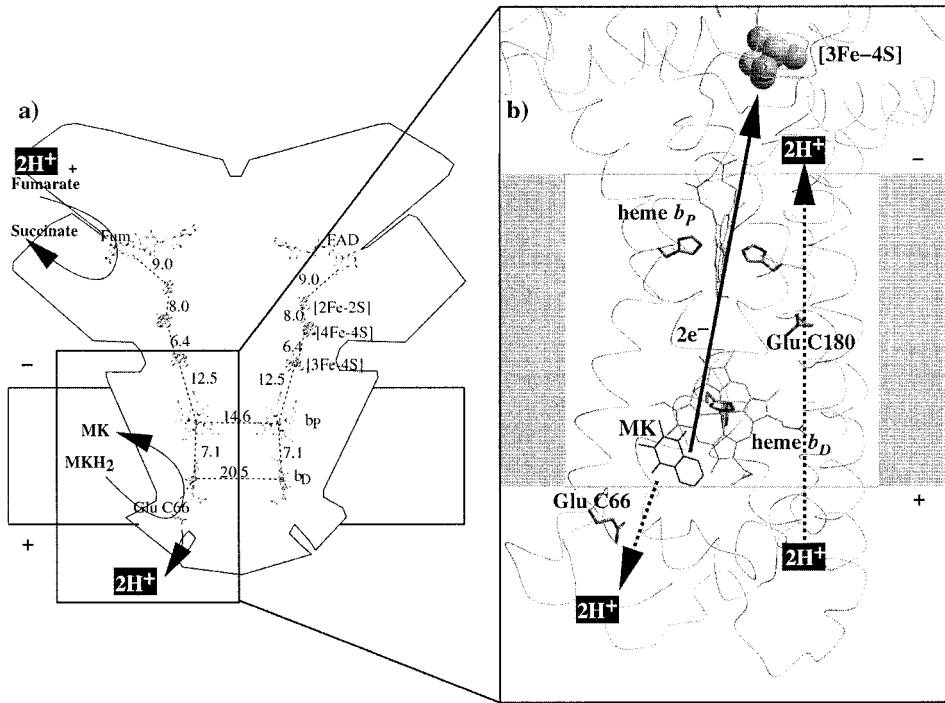 a)
2H+
+
Fumarate
Succinate
Fum
FAD
9.0
9.0
8.0
8.0
[2Fe-2S]
[4Fe-4S]
6.4
6.4
[3Fe-4S]
−
12.5
12.5
14.6
bP
MK
7.1
7.1
MKH2
20.5
bD
Glu C66
+
2H+
b)
[3Fe−4S]
2H+
−
heme bP
2e−
Glu C180
MK
heme bD
Glu C66
+
2H+
2H+